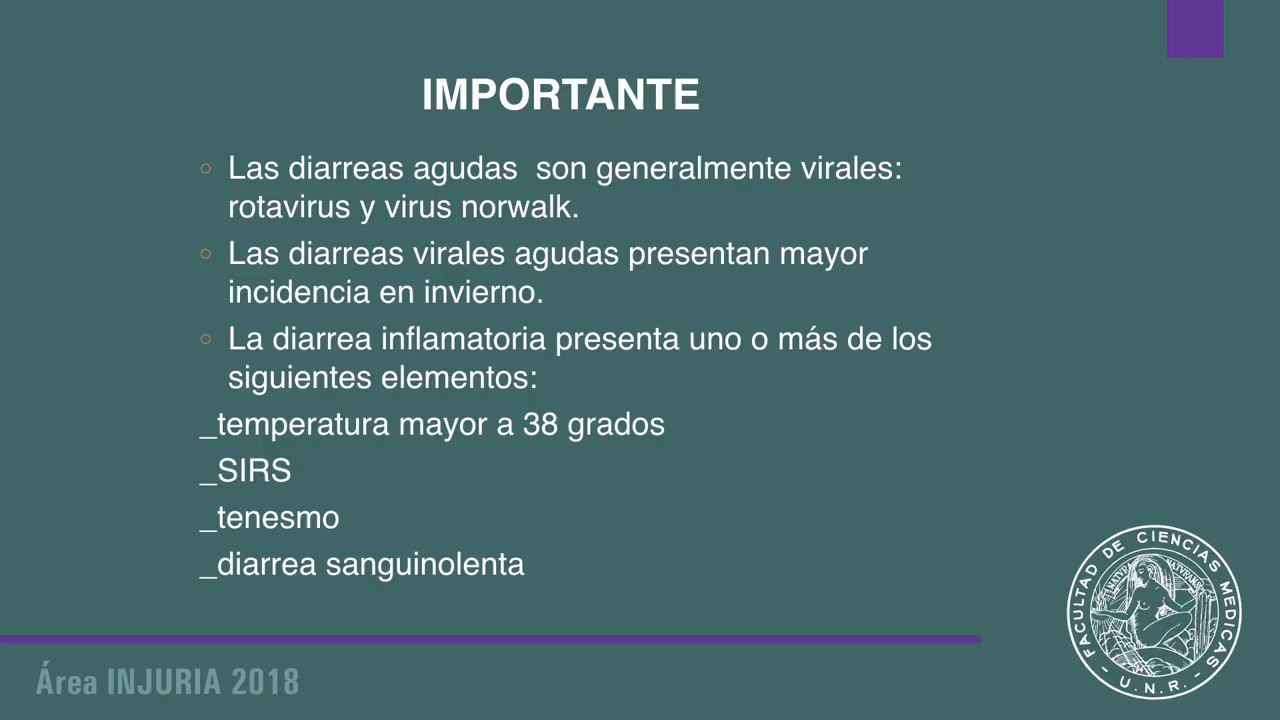 IMPORTANTE
Las diarreas agudas  son generalmente virales:
rotavirus y virus norwalk.
Las diarreas virales agudas presentan mayor
incidencia en invierno.
La diarrea inflamatoria presenta uno o más de los
siguientes elementos:
_temperatura mayor a 38 grados
_SIRS
_tenesmo
_diarrea sanguinolenta
FACULTAD DE CIENCIAS MEDICAS
- U.N.R. -
Área INJURIA 2018